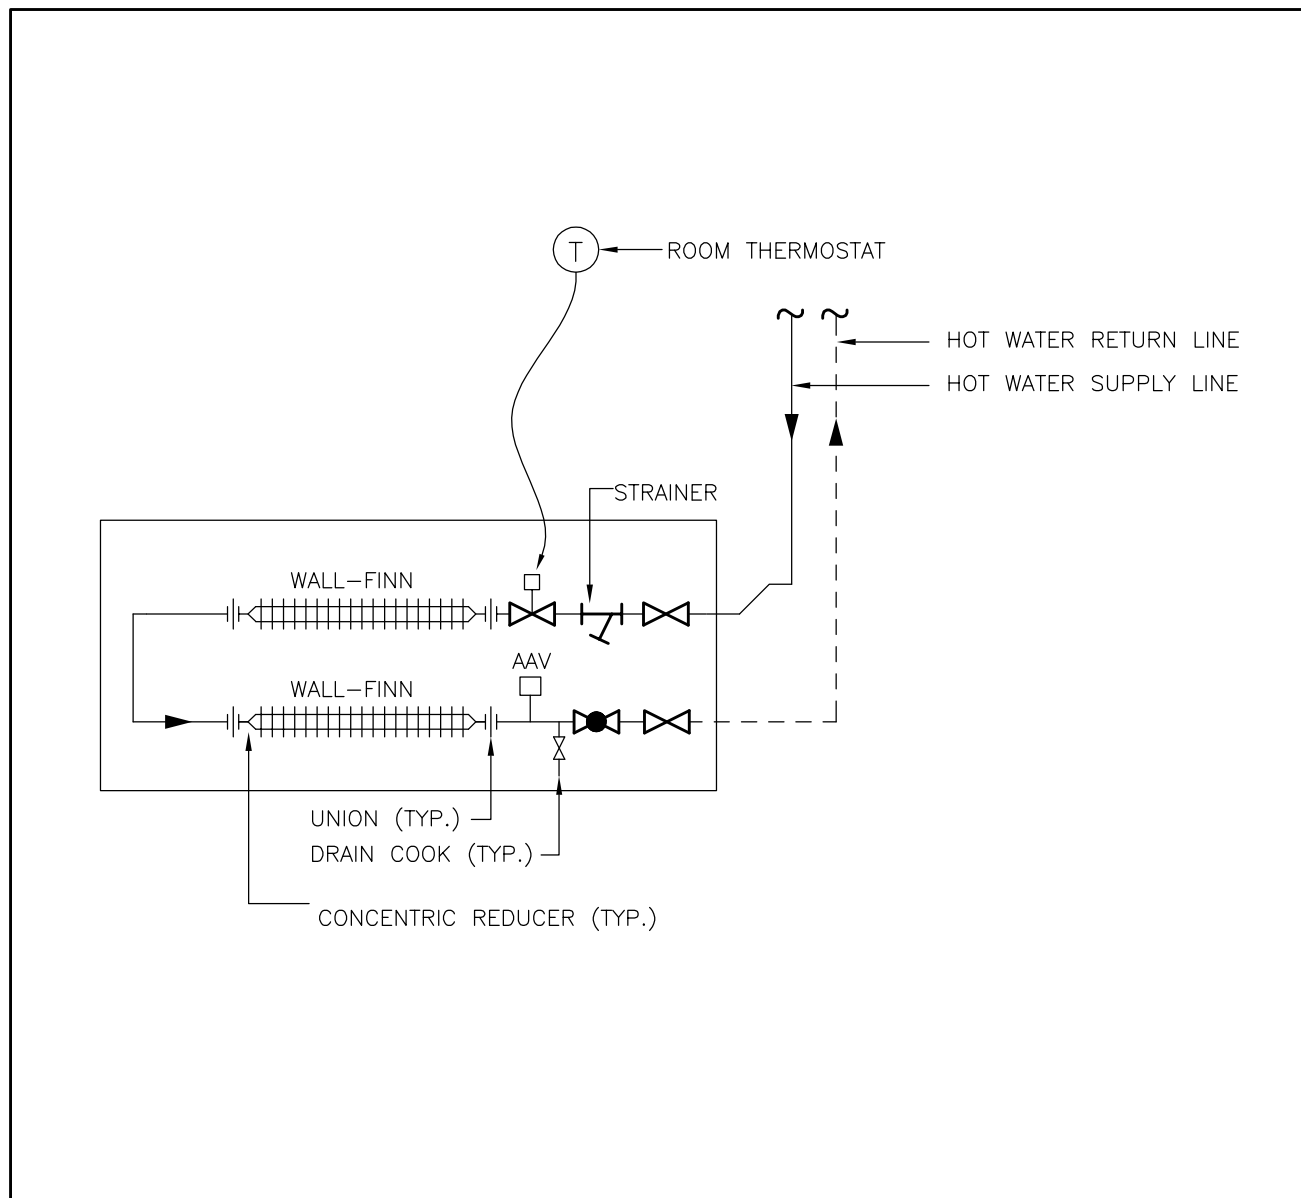 T
ROOM THERMOSTAT
HOT WATER RETURN LINE
HOT WATER SUPPLY LINE
STRAINER
WALL-FINN
AAV
WALL-FINN
UNION (TYP.)
DRAIN COOK (TYP.)
CONCENTRIC REDUCER (TYP.)